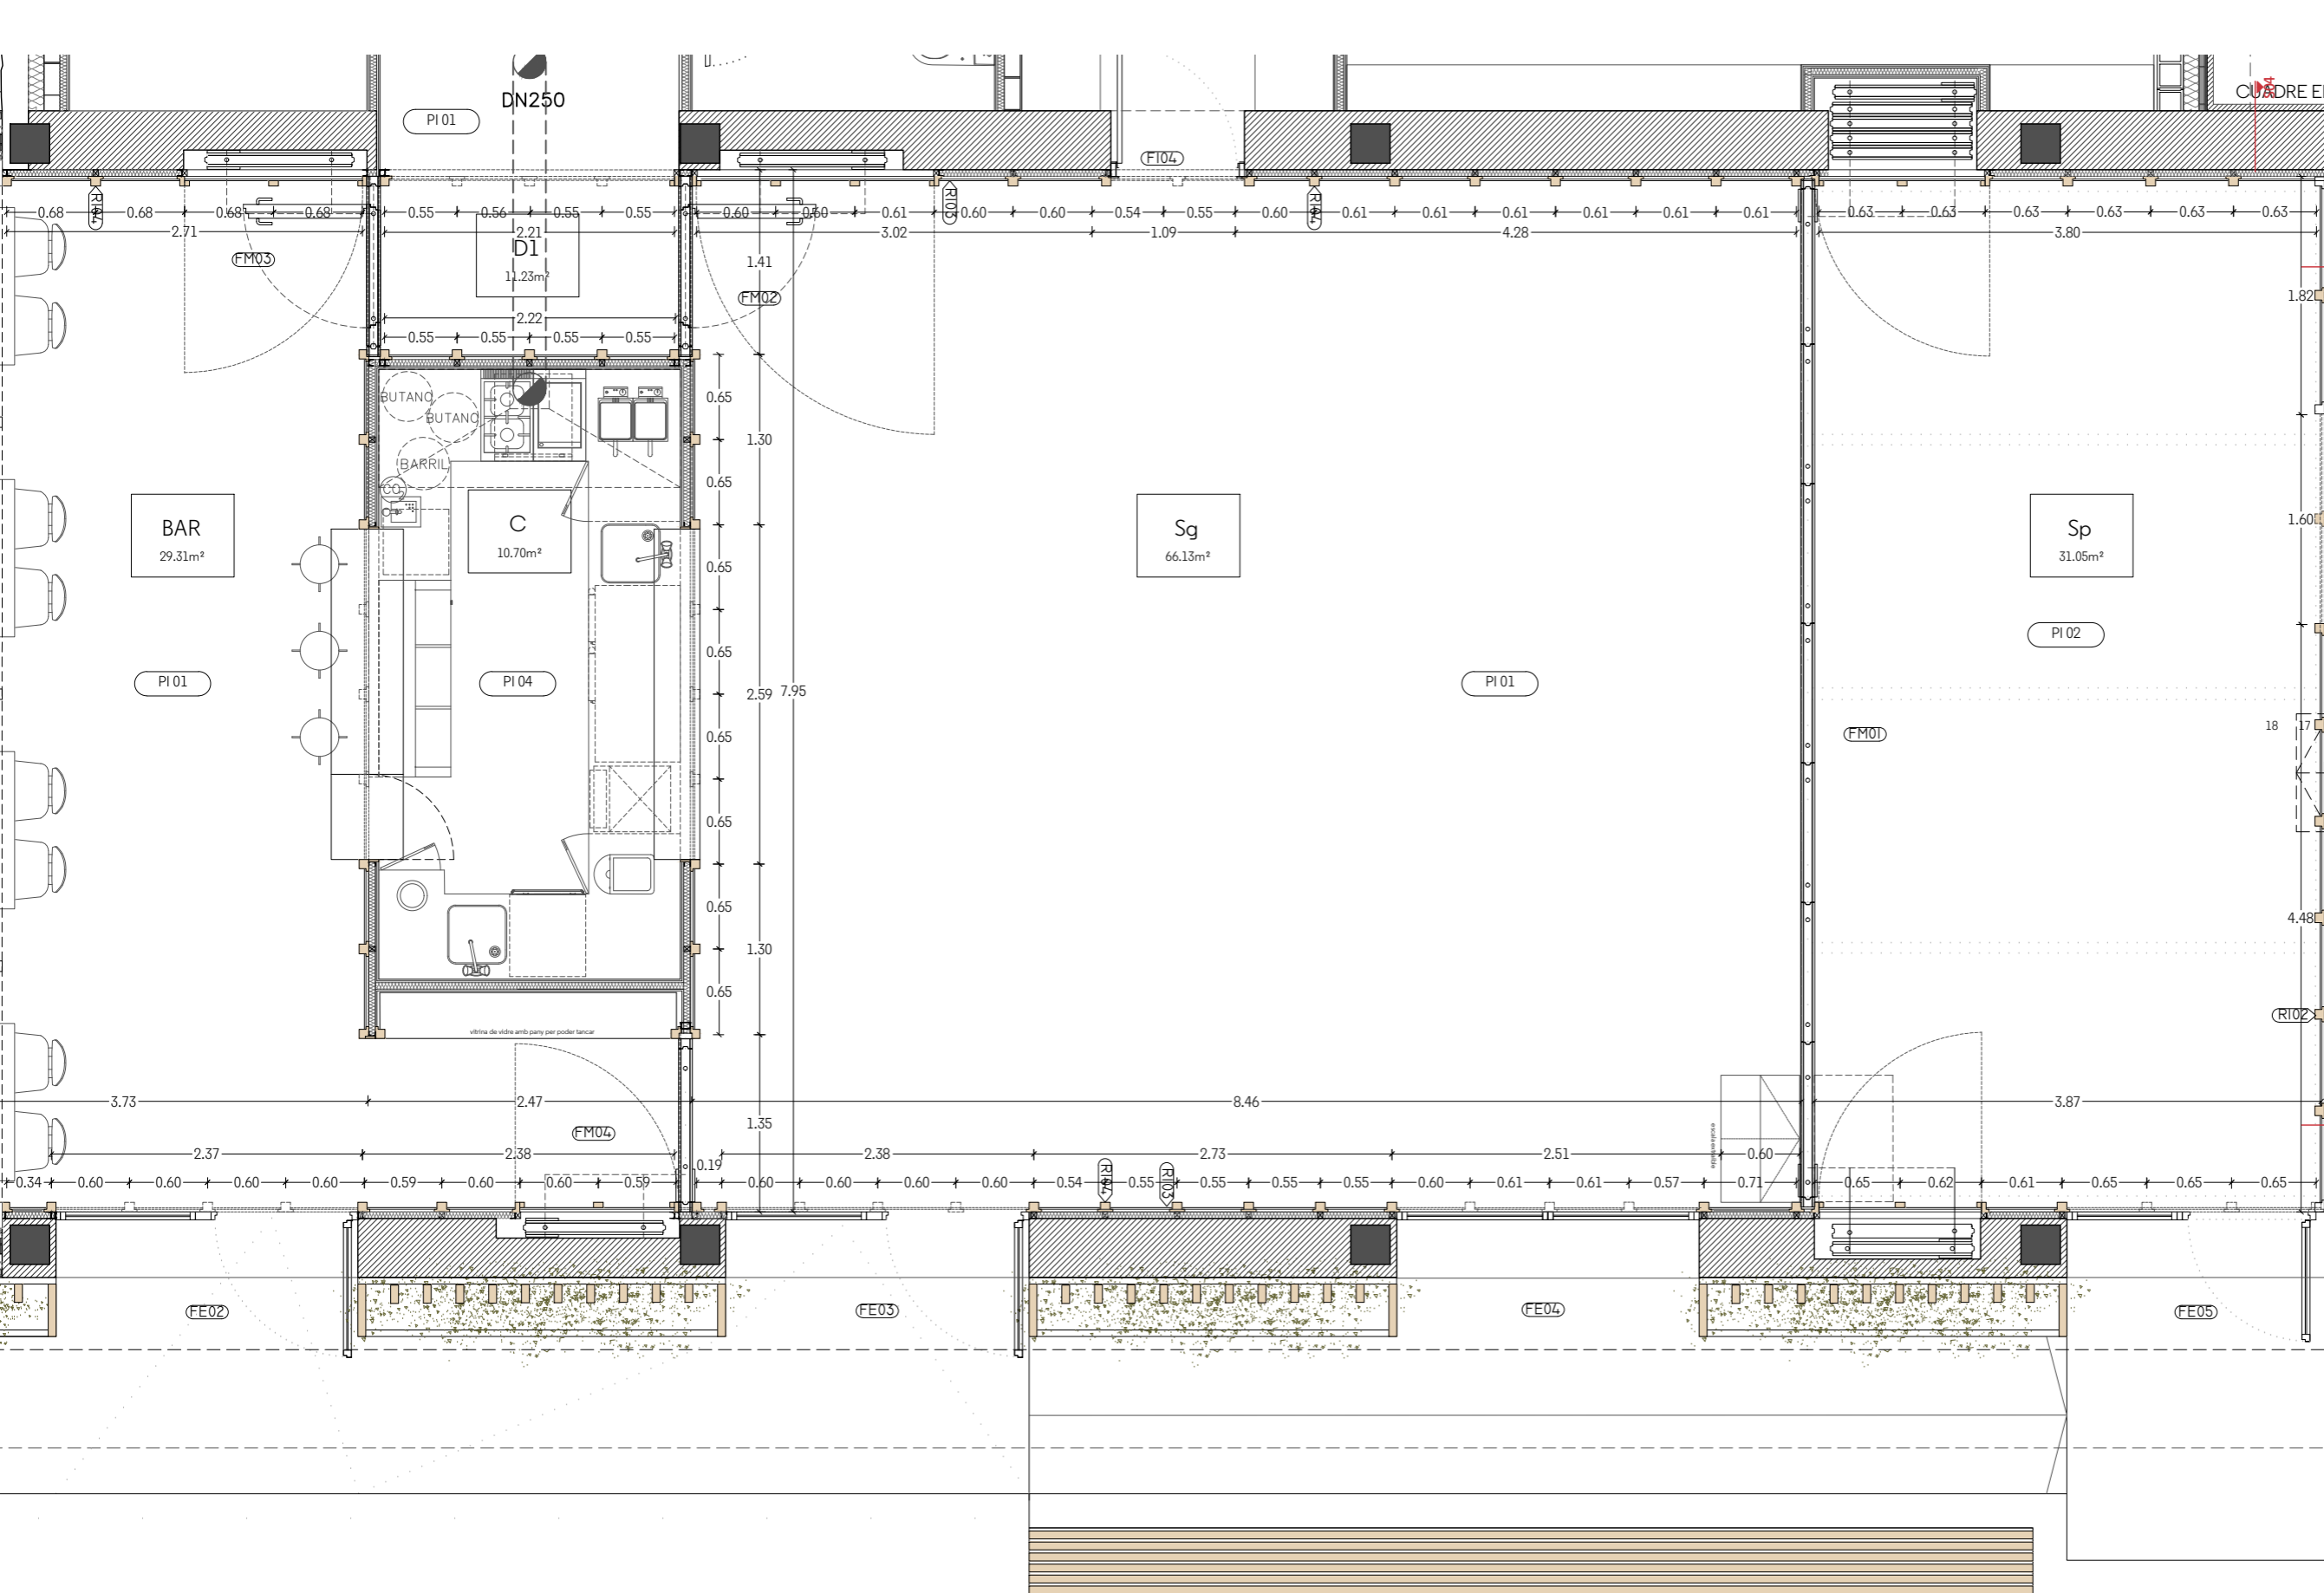 DN250
PI 01
CUADRE E
FI04
RI04
RI03
RI04
0.68 0.68 0.68 0.68 0.55 0.56 0.55 0.55 0.60 0.60 0.61 0.60 0.60 0.54 0.55 0.60 0.61 0.61 0.61 0.61 0.61 0.61 0.63 0.63 0.63 0.63 0.63 0.63
2.71 2.21 3.02 1.09 4.28 3.80
FM03
D1
11.23m²
1.41
FM02
1.82
2.22
0.55 0.55 0.55 0.55
BUTANO
BUTANO
BARRIL
CO₂
0.65
1.30
0.65
BAR
29.31m²
C
10.70m²
Sg
66.13m²
Sp
31.05m²
1.60
0.65
0.65
PI 01
PI 04
2.59 7.95
PI 01
PI 02
FM01
18 17
0.65
0.65
0.65
4.48
1.30
0.65
RI02
vitrina de vidre amb pany per poder tancar
3.73 2.47 8.46 3.87
FM04
1.35
2.37 2.38 0.19 2.38 2.73 2.51 0.60
RI04
RI03
0.34 0.60 0.60 0.60 0.60 0.59 0.60 0.60 0.59 0.60 0.60 0.60 0.60 0.54 0.55 0.55 0.55 0.55 0.60 0.61 0.61 0.57 0.71 0.65 0.62 0.61 0.65 0.65 0.65
FE02
FE03
FE04
FE05